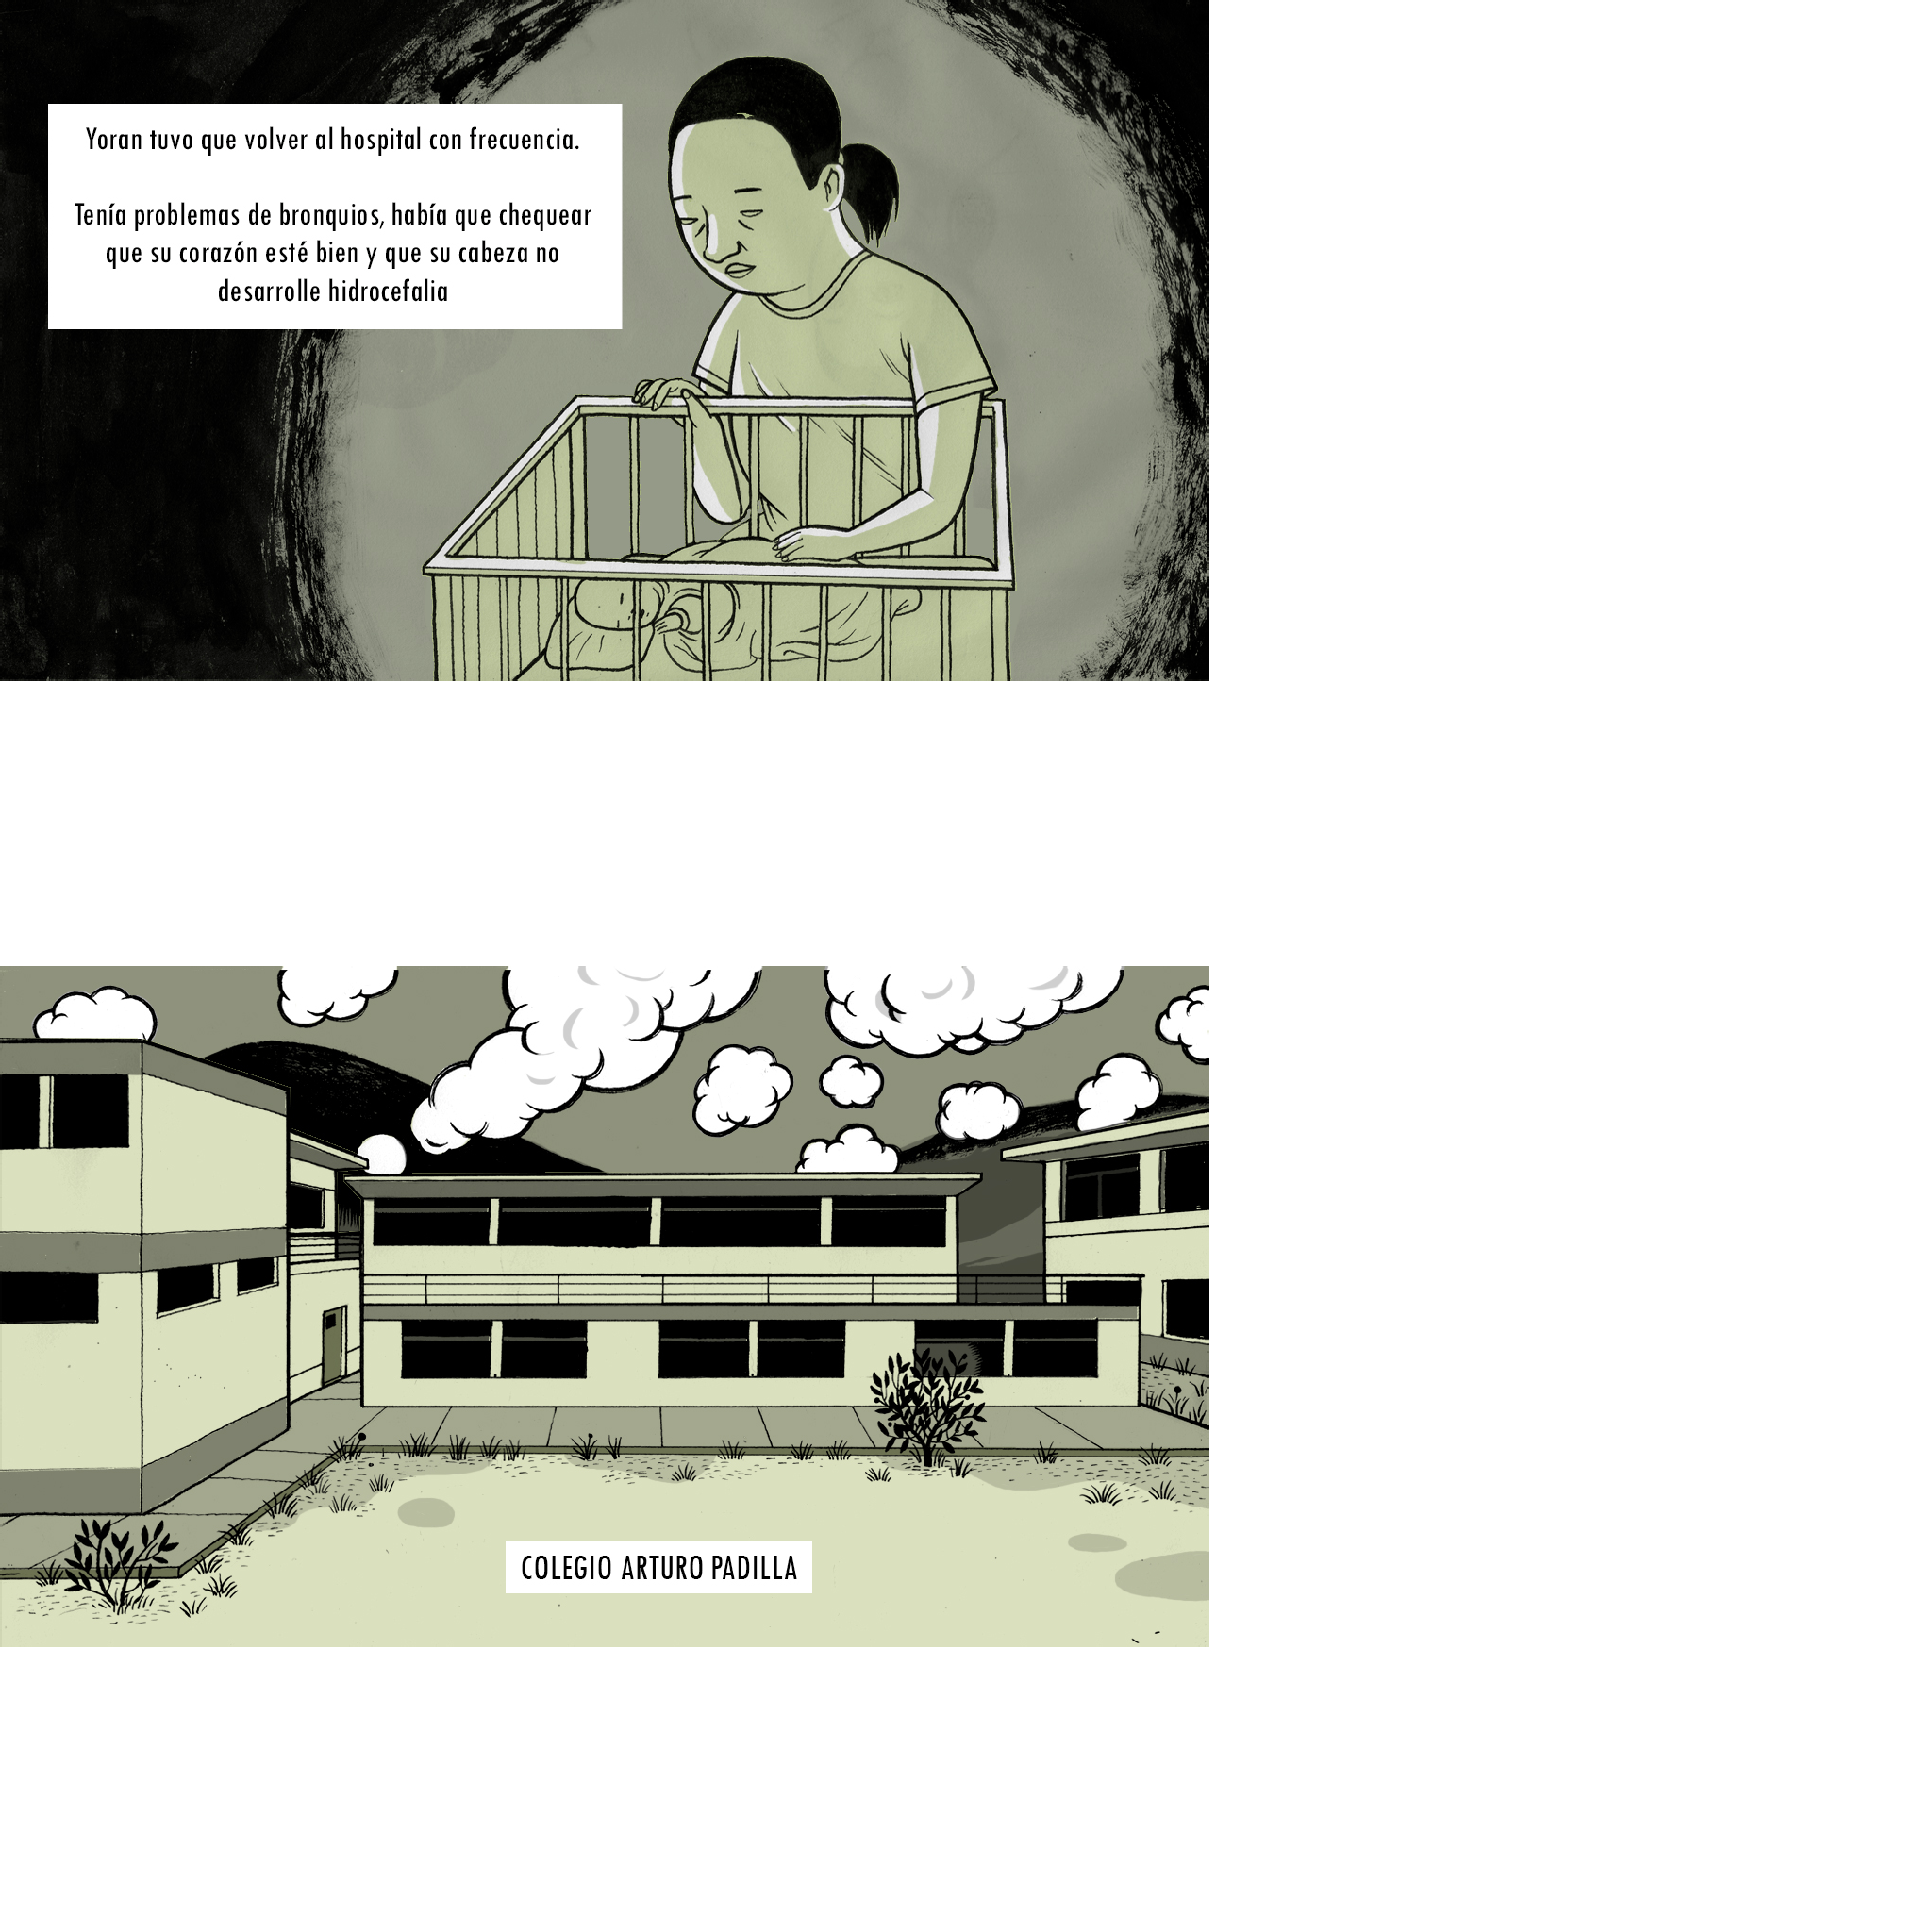 Yoran tuvo que volver al hospital con frecuencia.
Tenía problemas de bronquios, había que chequear
que su corazón esté bien y que su cabeza no
desarrolle hidrocefalia
COLEGIO ARTURO PADILLA